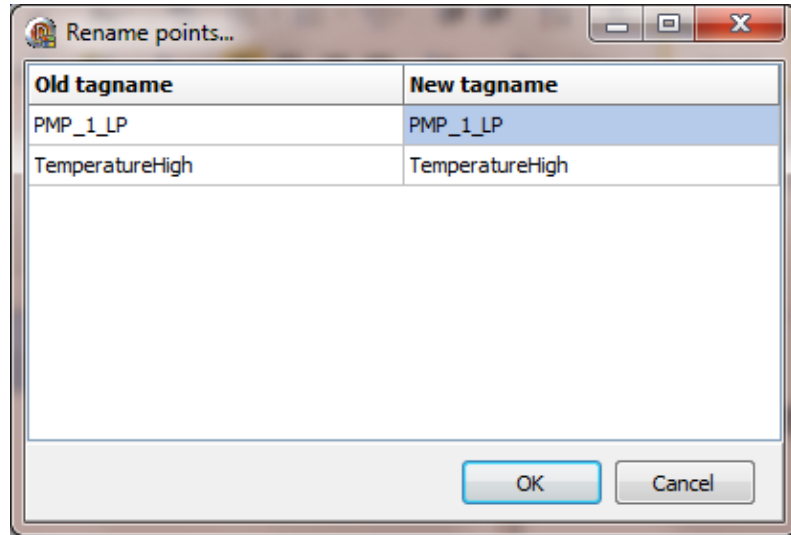 Rename points...
Old tagname New tagname
PMP_1_LP PMP_1_LP
TemperatureHigh TemperatureHigh
OK Cancel